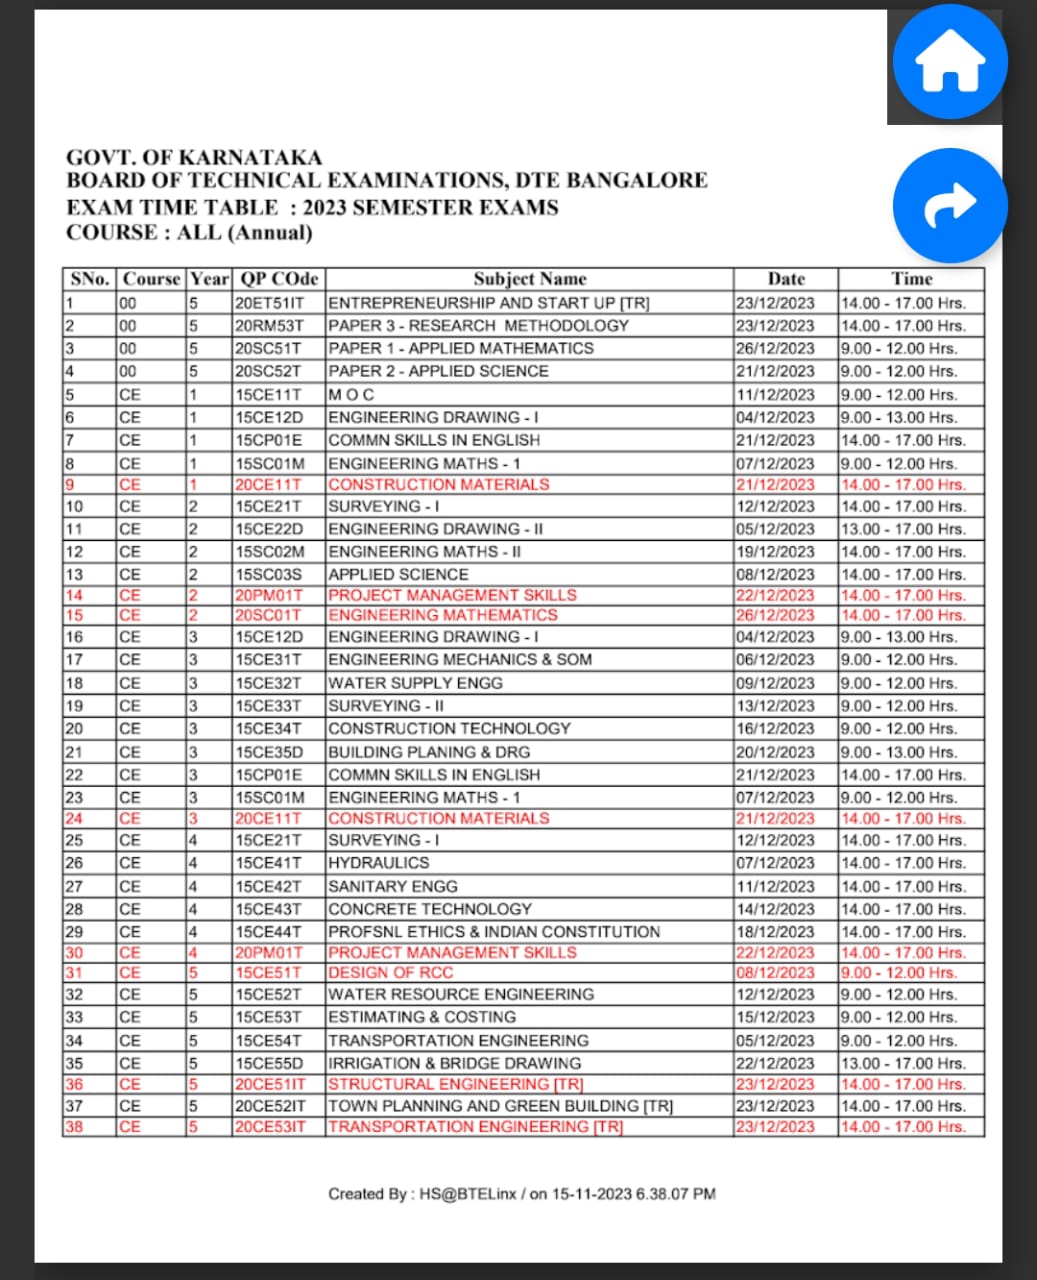 GOVT. OF KARNATAKA
BOARD OF TECHNICAL EXAMINATIONS, DTE BANGALORE
EXAM TIME TABLE : 2023 SEMESTER EXAMS
COURSE : ALL (Annual)
SNo. Course Year QP COde Subject Name Date Time
1 00 5 20ET51IT ENTREPRENEURSHIP AND START UP [TR] 23/12/2023 14.00 - 17.00 Hrs.
2 00 5 20RM53T PAPER 3 - RESEARCH METHODOLOGY 23/12/2023 14.00 - 17.00 Hrs.
3 00 5 20SC51T PAPER 1 - APPLIED MATHEMATICS 26/12/2023 9.00 - 12.00 Hrs.
4 00 5 20SC52T PAPER 2 - APPLIED SCIENCE 21/12/2023 9.00 - 12.00 Hrs.
5 CE 1 15CE11T M O C 11/12/2023 9.00 - 12.00 Hrs.
6 CE 1 15CE12D ENGINEERING DRAWING - I 04/12/2023 9.00 - 13.00 Hrs.
7 CE 1 15CP01E COMMN SKILLS IN ENGLISH 21/12/2023 14.00 - 17.00 Hrs.
8 CE 1 15SC01M ENGINEERING MATHS - 1 07/12/2023 9.00 - 12.00 Hrs.
9 CE 1 20CE11T CONSTRUCTION MATERIALS 21/12/2023 14.00 - 17.00 Hrs.
10 CE 2 15CE21T SURVEYING - I 12/12/2023 14.00 - 17.00 Hrs.
11 CE 2 15CE22D ENGINEERING DRAWING - II 05/12/2023 13.00 - 17.00 Hrs.
12 CE 2 15SC02M ENGINEERING MATHS - II 19/12/2023 14.00 - 17.00 Hrs.
13 CE 2 15SC03S APPLIED SCIENCE 08/12/2023 14.00 - 17.00 Hrs.
14 CE 2 20PM01T PROJECT MANAGEMENT SKILLS 22/12/2023 14.00 - 17.00 Hrs.
15 CE 2 20SC01T ENGINEERING MATHEMATICS 26/12/2023 14.00 - 17.00 Hrs.
16 CE 3 15CE12D ENGINEERING DRAWING - I 04/12/2023 9.00 - 13.00 Hrs.
17 CE 3 15CE31T ENGINEERING MECHANICS & SOM 06/12/2023 9.00 - 12.00 Hrs.
18 CE 3 15CE32T WATER SUPPLY ENGG 09/12/2023 9.00 - 12.00 Hrs.
19 CE 3 15CE33T SURVEYING - II 13/12/2023 9.00 - 12.00 Hrs.
20 CE 3 15CE34T CONSTRUCTION TECHNOLOGY 16/12/2023 9.00 - 12.00 Hrs.
21 CE 3 15CE35D BUILDING PLANING & DRG 20/12/2023 9.00 - 13.00 Hrs.
22 CE 3 15CP01E COMMN SKILLS IN ENGLISH 21/12/2023 14.00 - 17.00 Hrs.
23 CE 3 15SC01M ENGINEERING MATHS - 1 07/12/2023 9.00 - 12.00 Hrs.
24 CE 3 20CE11T CONSTRUCTION MATERIALS 21/12/2023 14.00 - 17.00 Hrs.
25 CE 4 15CE21T SURVEYING - I 12/12/2023 14.00 - 17.00 Hrs.
26 CE 4 15CE41T HYDRAULICS 07/12/2023 14.00 - 17.00 Hrs.
27 CE 4 15CE42T SANITARY ENGG 11/12/2023 14.00 - 17.00 Hrs.
28 CE 4 15CE43T CONCRETE TECHNOLOGY 14/12/2023 14.00 - 17.00 Hrs.
29 CE 4 15CE44T PROFSNL ETHICS & INDIAN CONSTITUTION 18/12/2023 14.00 - 17.00 Hrs.
30 CE 4 20PM01T PROJECT MANAGEMENT SKILLS 22/12/2023 14.00 - 17.00 Hrs.
31 CE 5 15CE51T DESIGN OF RCC 08/12/2023 9.00 - 12.00 Hrs.
32 CE 5 15CE52T WATER RESOURCE ENGINEERING 12/12/2023 9.00 - 12.00 Hrs.
33 CE 5 15CE53T ESTIMATING & COSTING 15/12/2023 9.00 - 12.00 Hrs.
34 CE 5 15CE54T TRANSPORTATION ENGINEERING 05/12/2023 9.00 - 12.00 Hrs.
35 CE 5 15CE55D IRRIGATION & BRIDGE DRAWING 22/12/2023 13.00 - 17.00 Hrs.
36 CE 5 20CE51IT STRUCTURAL ENGINEERING [TR] 23/12/2023 14.00 - 17.00 Hrs.
37 CE 5 20CE52IT TOWN PLANNING AND GREEN BUILDING [TR] 23/12/2023 14.00 - 17.00 Hrs.
38 CE 5 20CE53IT TRANSPORTATION ENGINEERING [TR] 23/12/2023 14.00 - 17.00 Hrs.
Created By : HS@BTELinx / on 15-11-2023 6.38.07 PM